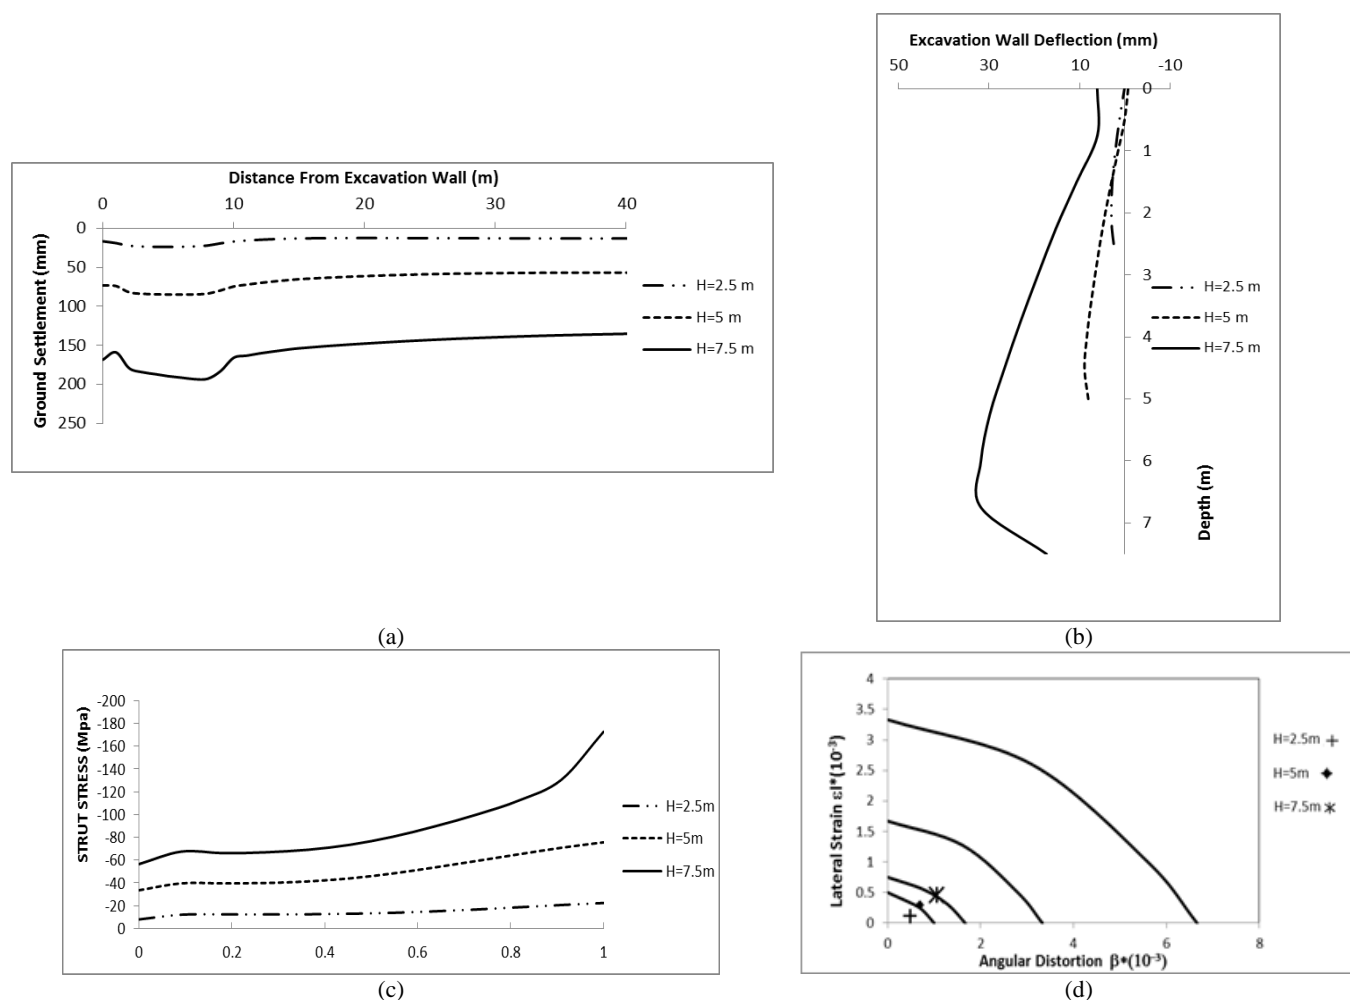 Distance From Excavation Wall (m)
0 10 20 30 40
0
50
100
150
200
250
Ground Settlement (mm)
H=2.5 m
H=5 m
H=7.5 m
(a)
Excavation Wall Deflection (mm)
50 30 10 -10
0
1
2
3
4
5
6
7
Depth (m)
H=2.5 m
H=5 m
H=7.5 m
(b)
STRUT STRESS (Mpa)
-200
-180
-160
-140
-120
-100
-80
-60
-40
-20
0
0 0.2 0.4 0.6 0.8 1
H=2.5m
H=5m
H=7.5m
(c)
Lateral Strain εl*(10⁻³)
4
3.5
3
2.5
2
1.5
1
0.5
0
0 2 4 6 8
Angular Distortion β*(10⁻³)
H=2.5m
H=5m
H=7.5m
(d)